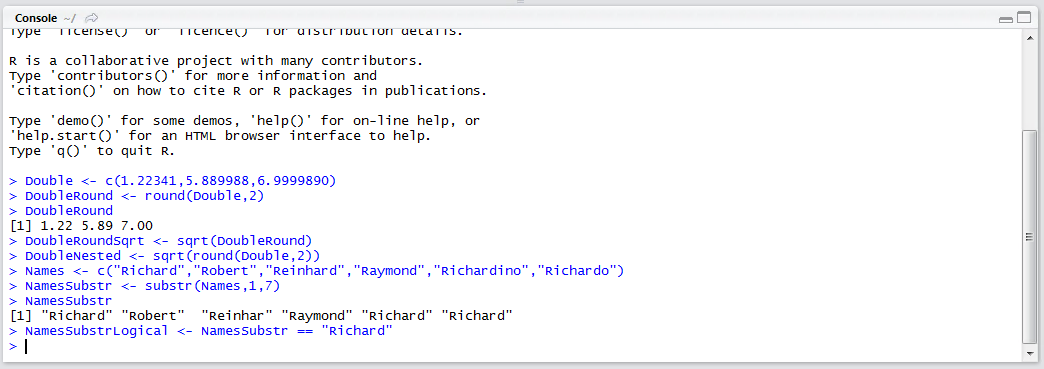 Console ~/
Type 'license()' or 'licence()' for distribution details.
R is a collaborative project with many contributors.
Type 'contributors()' for more information and
'citation()' on how to cite R or R packages in publications.
Type 'demo()' for some demos, 'help()' for on-line help, or
'help.start()' for an HTML browser interface to help.
Type 'q()' to quit R.
> Double <- c(1.22341,5.889988,6.9999890)
> DoubleRound <- round(Double,2)
> DoubleRound
[1] 1.22 5.89 7.00
> DoubleRoundSqrt <- sqrt(DoubleRound)
> DoubleNested <- sqrt(round(Double,2))
> Names <- c("Richard","Robert","Reinhard","Raymond","Richardino","Richardo")
> NamesSubstr <- substr(Names,1,7)
> NamesSubstr
[1] "Richard" "Robert"  "Reinhar" "Raymond" "Richard" "Richard"
> NamesSubstrLogical <- NamesSubstr == "Richard"
>